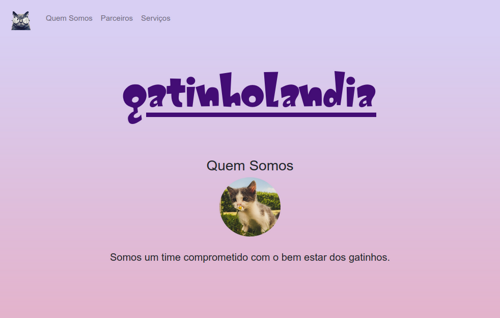 Quem Somos Parceiros Serviços
gatinhoLandia
Quem Somos
Somos um time comprometido com o bem estar dos gatinhos.